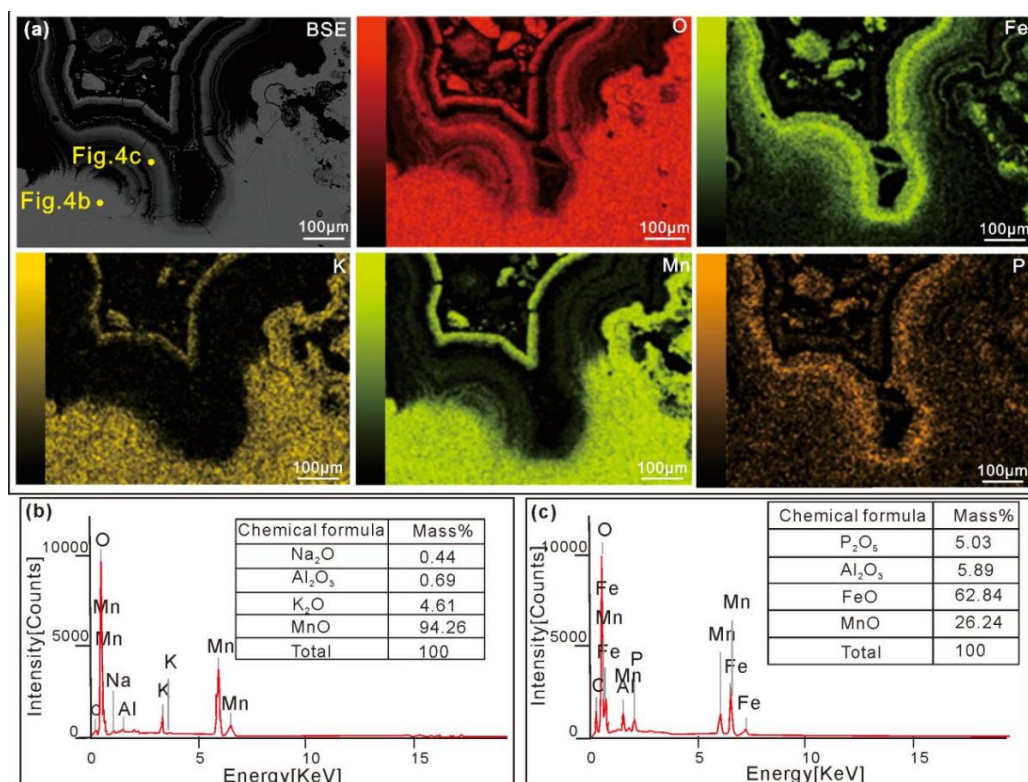 (a)
BSE
O
Fe
Fig.4c
Fig.4b
100μm
100μm
100μm
K
Mn
P
100μm
100μm
100μm
(b)
Chemical formula Mass%
Na₂O 0.44
Al₂O₃ 0.69
K₂O 4.61
MnO 94.26
Total 100
O
Mn
Mn
Na
C
Al
K
K
Mn
Mn
10000
5000
0
Intensity[Counts]
0 5 10 15
Energy[KeV]
(c)
Chemical formula Mass%
P₂O₅ 5.03
Al₂O₃ 5.89
FeO 62.84
MnO 26.24
Total 100
O
Fe
Mn
Fe
C
Mn
Al
P
Mn
Mn
Fe
Fe
10000
5000
0
Intensity[Counts]
0 5 10 15
Energy[KeV]